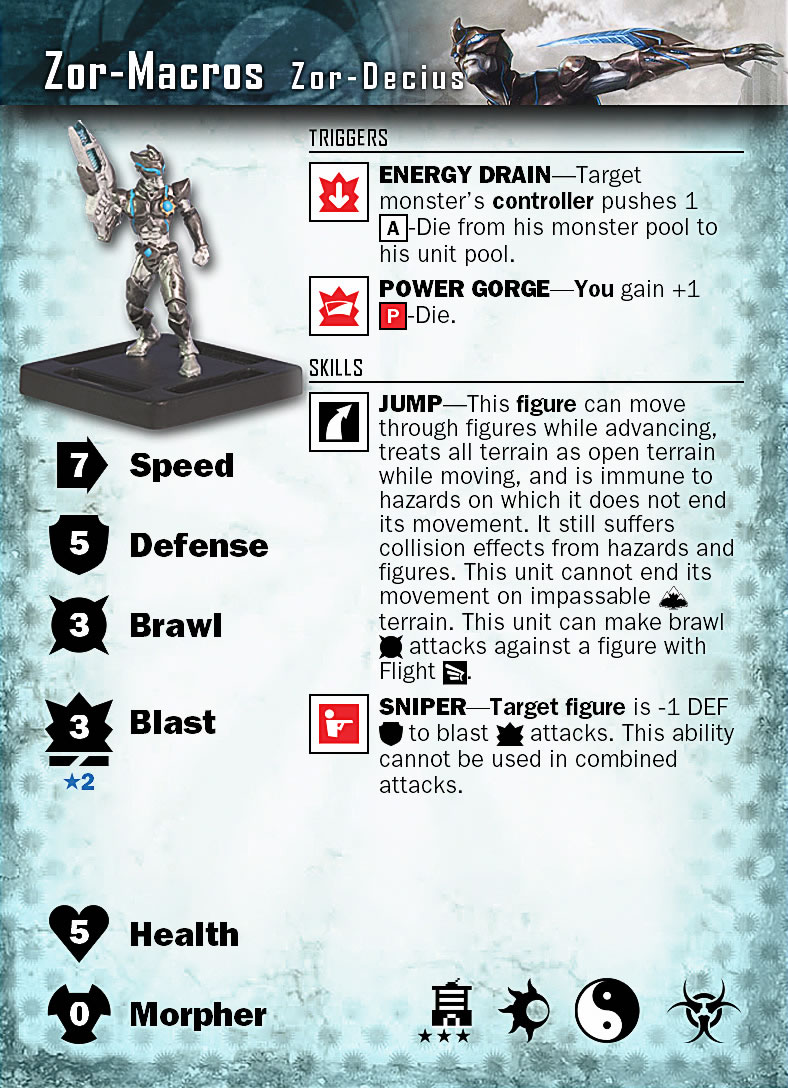 Zor-Macros Zor-Decius
TRIGGERS
ENERGY DRAIN—Target
monster's controller pushes 1
A-Die from his monster pool to
his unit pool.
POWER GORGE—You gain +1
P-Die.
SKILLS
JUMP—This figure can move
through figures while advancing,
treats all terrain as open terrain
while moving, and is immune to
hazards on which it does not end
its movement. It still suffers
collision effects from hazards and
figures. This unit cannot end its
movement on impassable
terrain. This unit can make brawl
attacks against a figure with
Flight .
SNIPER—Target figure is -1 DEF
to blast attacks. This ability
cannot be used in combined
attacks.
7 Speed
5 Defense
3 Brawl
3 Blast
★2
5 Health
0 Morpher
★★★